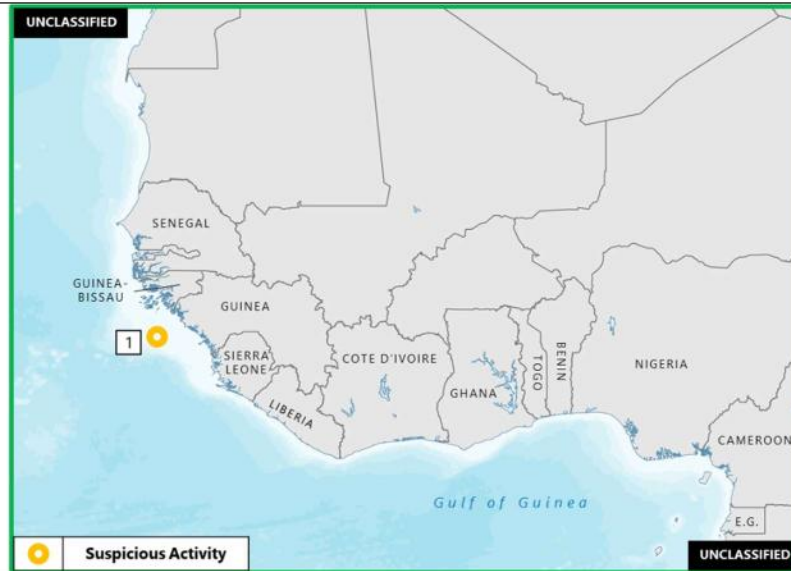 UNCLASSIFIED
SENEGAL
GUINEA-
BISSAU
GUINEA
1
SIERRA
LEONE
LIBERIA
COTE D'IVOIRE
GHANA
TOGO
BENIN
NIGERIA
CAMEROON
Gulf of Guinea
E.G.
Suspicious Activity
UNCLASSIFIED